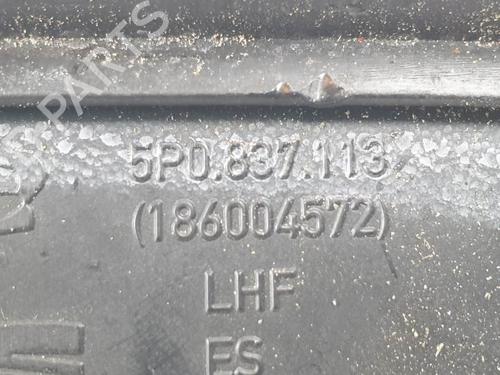 PARTS
5P0.837.113
(186004572)
LHF
ES